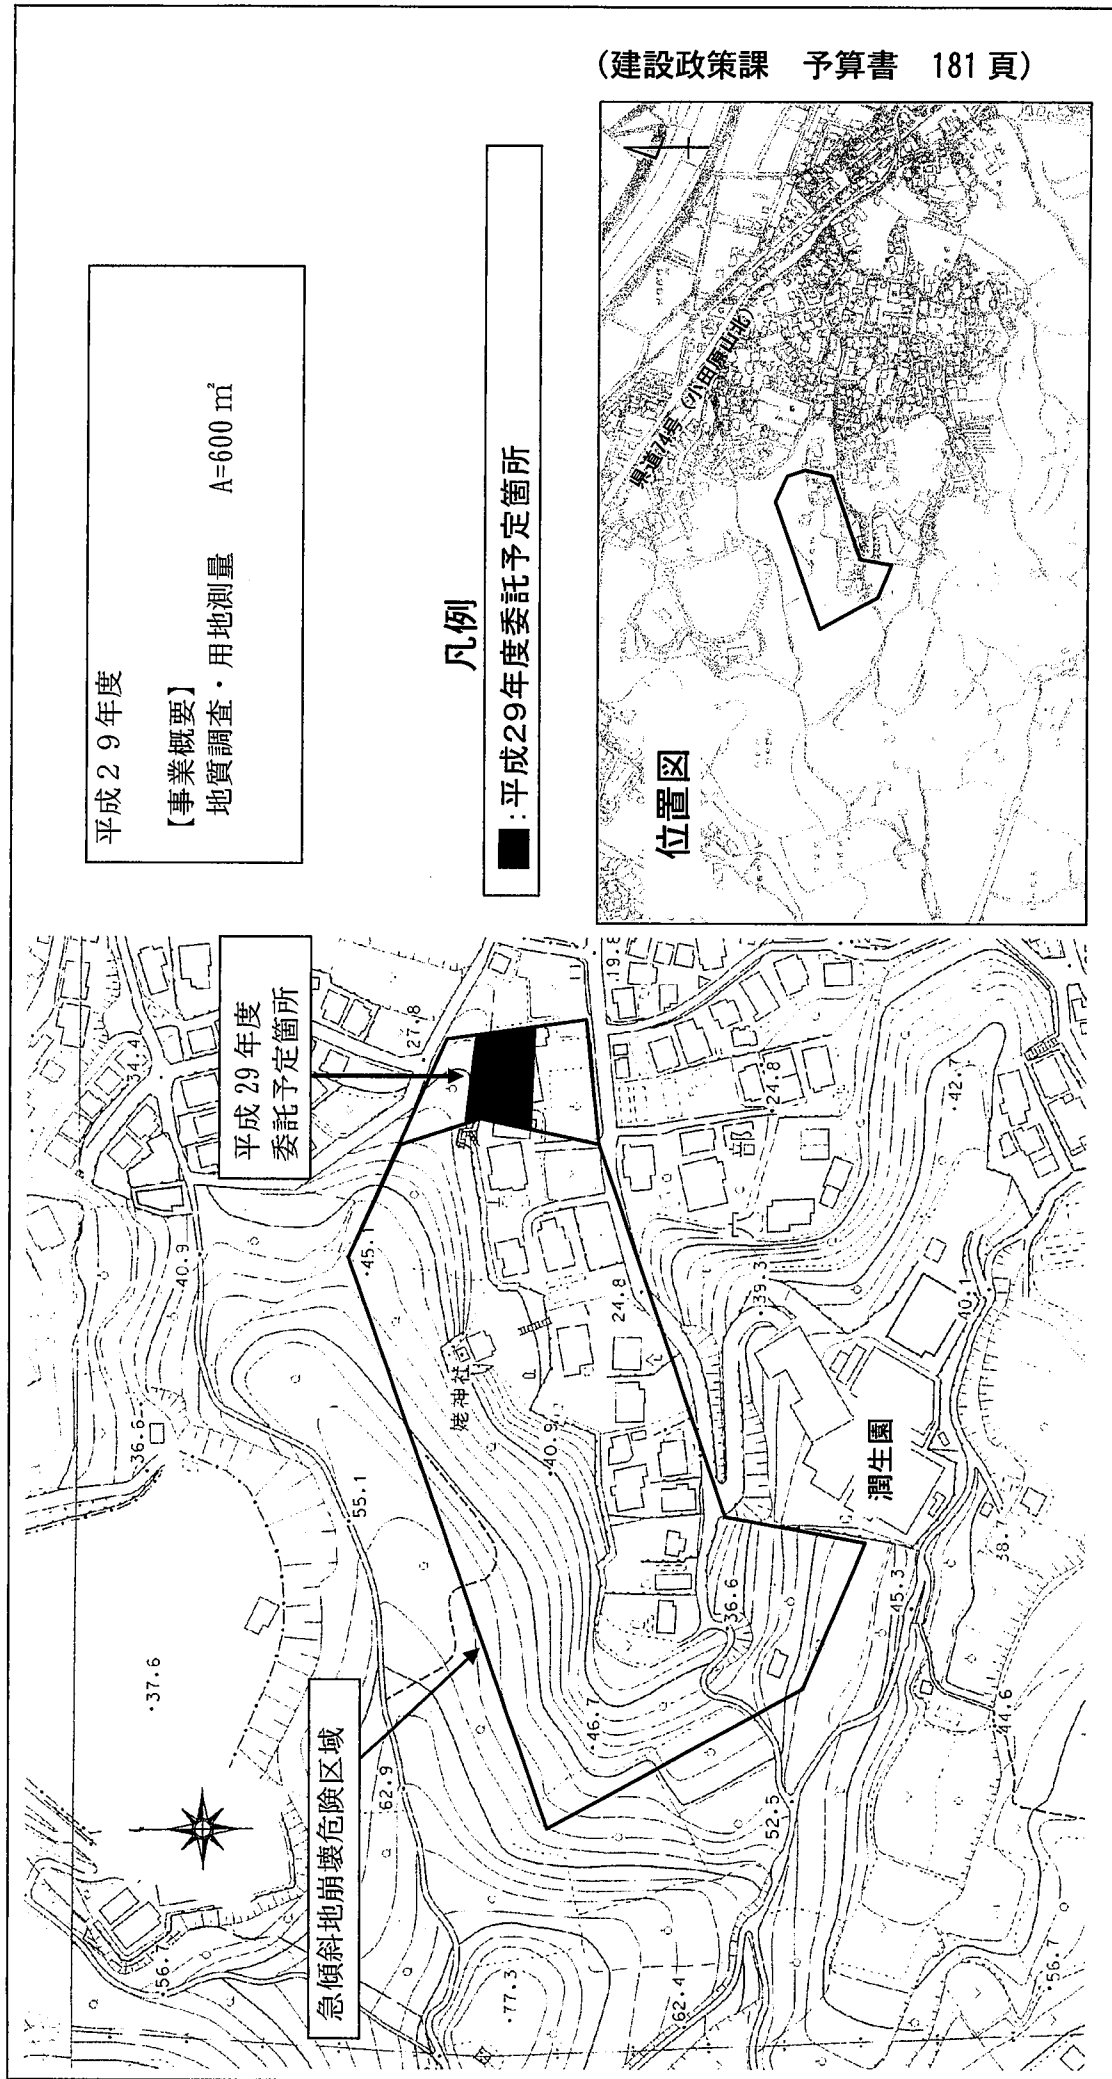 (建設政策課　予算書　181頁)
平成２９年度
【事業概要】
地質調査・用地測量　A=600㎡
凡例
■：平成29年度委託予定箇所
位置図
県道74号（小田原山北）
平成29年度
委託予定箇所
急傾斜地崩壊危険区域
姥神社
潤生園
穴
部
34.4
27.8
19.8
40.9
45.1
36.6
55.1
37.6
62.9
56.7
77.3
62.4
52.5
46.7
36.6
40.9
24.8
24.8
39.3
42.7
40.1
38.7
45.3
44.6
56.7